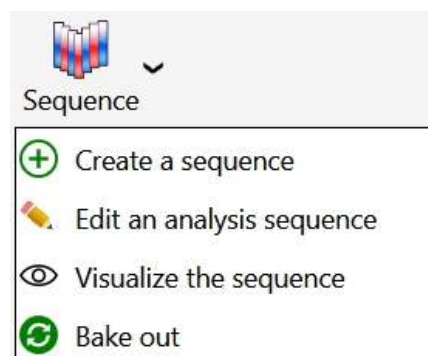 Sequence
Create a sequence
Edit an analysis sequence
Visualize the sequence
Bake out